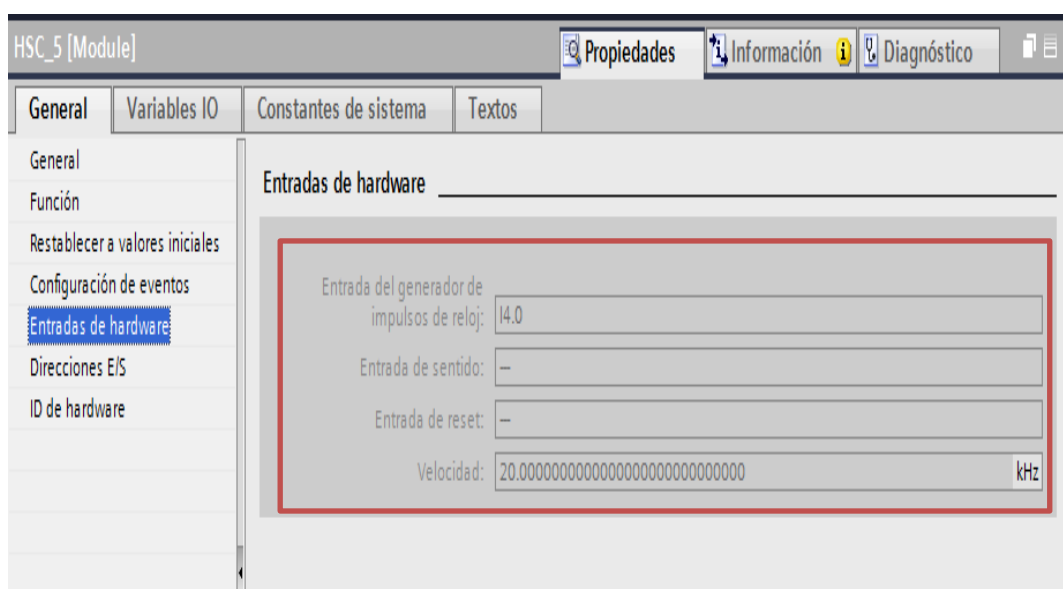 HSC_5 [Module]
Propiedades
Información
Diagnóstico
General
Variables IO
Constantes de sistema
Textos
General
Función
Restablecer a valores iniciales
Configuración de eventos
Entradas de hardware
Direcciones E/S
ID de hardware
Entradas de hardware
Entrada del generador de
impulsos de reloj: I4.0
Entrada de sentido: —
Entrada de reset: —
Velocidad: 20.0000000000000000000000000000 kHz